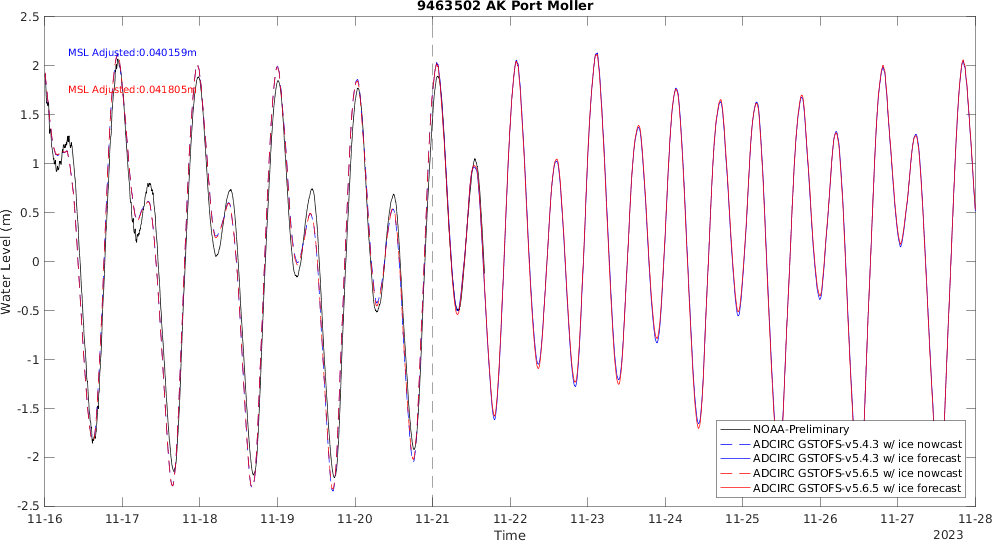 9463502 AK Port Moller
MSL Adjusted:0.040159m
MSL Adjusted:0.041805m
Water Level (m)
2.5
2
1.5
1
0.5
0
-0.5
-1
-1.5
-2
-2.5
NOAA-Preliminary
ADCIRC GSTOFS-v5.4.3 w/ ice nowcast
ADCIRC GSTOFS-v5.4.3 w/ ice forecast
ADCIRC GSTOFS-v5.6.5 w/ ice nowcast
ADCIRC GSTOFS-v5.6.5 w/ ice forecast
11-16 11-17 11-18 11-19 11-20 11-21 11-22 11-23 11-24 11-25 11-26 11-27 11-28
Time
2023